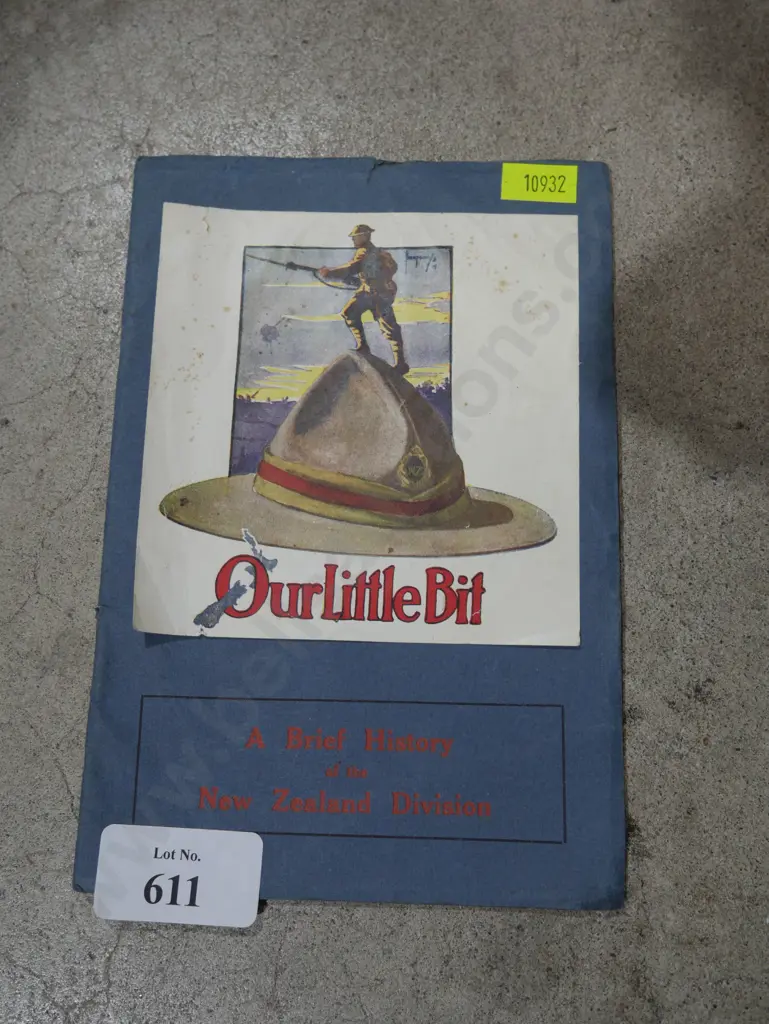 10932
Our Little Bit
A Brief History
of the
New Zealand Division
Lot No.
611